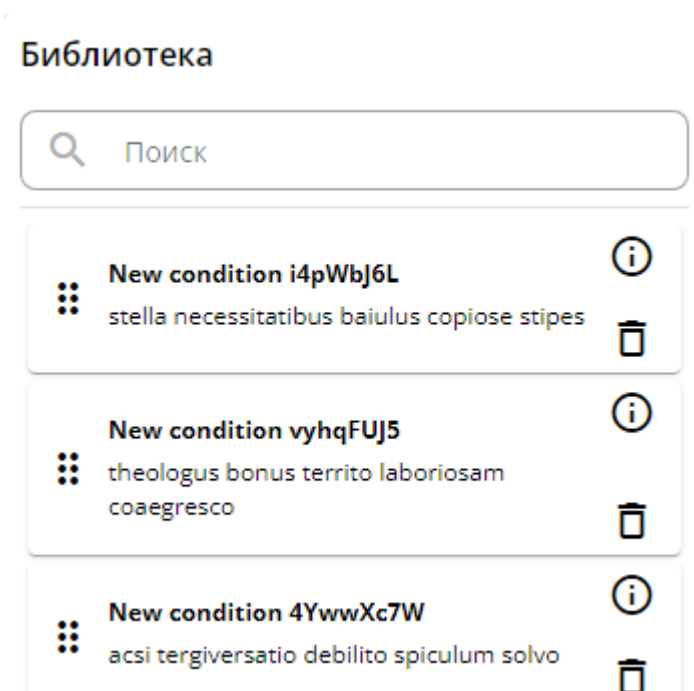 Библиотека
Поиск
New condition i4pWbJ6L
stella necessitatibus baiulus copiose stipes
New condition vyhqFUJ5
theologus bonus territo laboriosam
coaegresco
New condition 4YwwXc7W
acsi tergiversatio debilito spiculum solvo